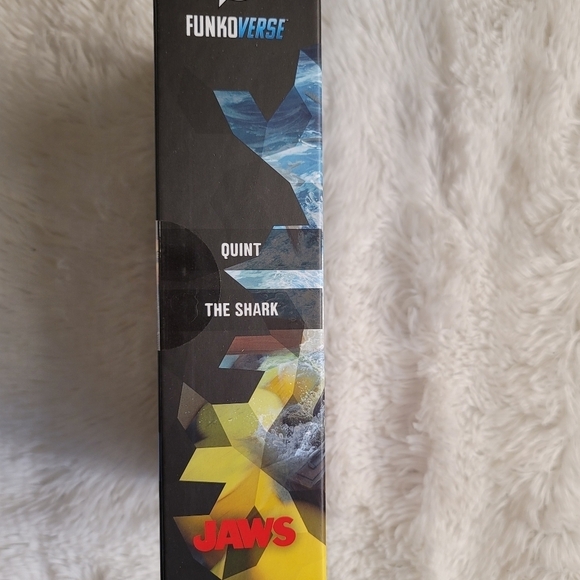 FUNKOVERSE
QUINT
THE SHARK
JAWS